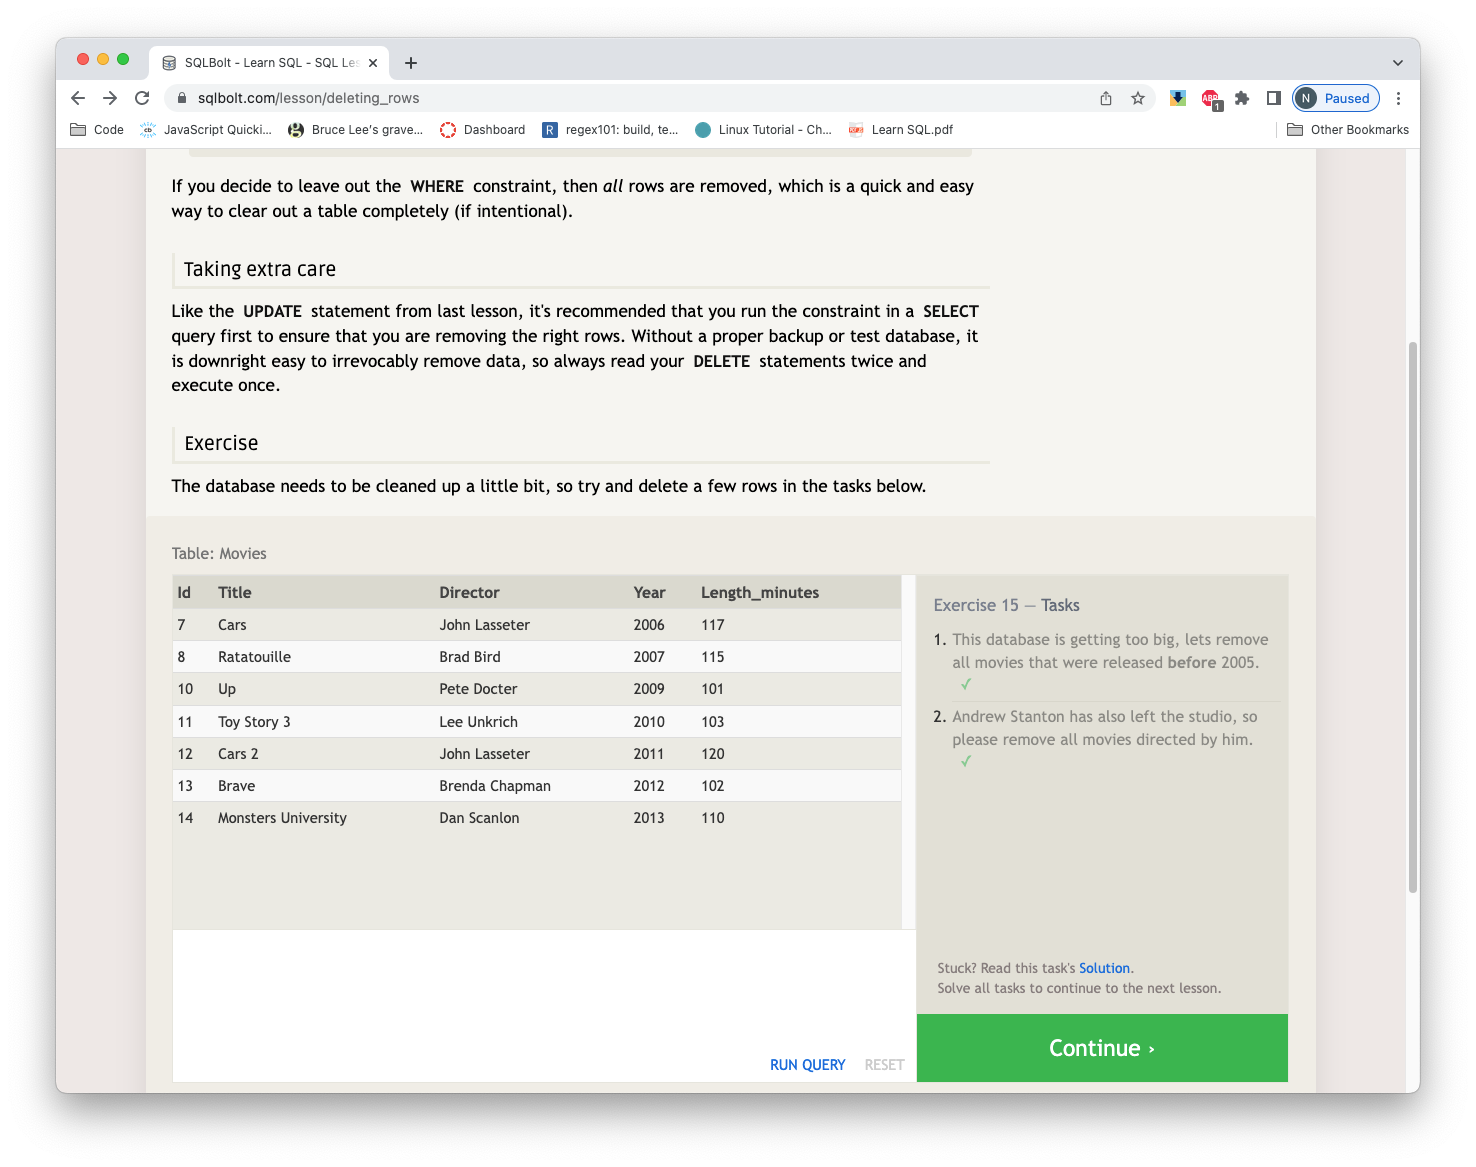 SQLBolt - Learn SQL - SQL Les
sqlbolt.com/lesson/deleting_rows
ABP
1
N
Paused
Code
JavaScript Quicki...
Bruce Lee's grave...
Dashboard
R
regex101: build, te...
Linux Tutorial - Ch...
Learn SQL.pdf
Other Bookmarks
If you decide to leave out the WHERE constraint, then all rows are removed, which is a quick and easy
way to clear out a table completely (if intentional).
Taking extra care
Like the UPDATE statement from last lesson, it's recommended that you run the constraint in a SELECT
query first to ensure that you are removing the right rows. Without a proper backup or test database, it
is downright easy to irrevocably remove data, so always read your DELETE statements twice and
execute once.
Exercise
The database needs to be cleaned up a little bit, so try and delete a few rows in the tasks below.
Table: Movies
Id Title Director Year Length_minutes
7 Cars John Lasseter 2006 117
8 Ratatouille Brad Bird 2007 115
10 Up Pete Docter 2009 101
11 Toy Story 3 Lee Unkrich 2010 103
12 Cars 2 John Lasseter 2011 120
13 Brave Brenda Chapman 2012 102
14 Monsters University Dan Scanlon 2013 110
RUN QUERY RESET
Exercise 15 — Tasks
1. This database is getting too big, lets remove
all movies that were released before 2005.
✓
2. Andrew Stanton has also left the studio, so
please remove all movies directed by him.
✓
Stuck? Read this task's Solution.
Solve all tasks to continue to the next lesson.
Continue ›